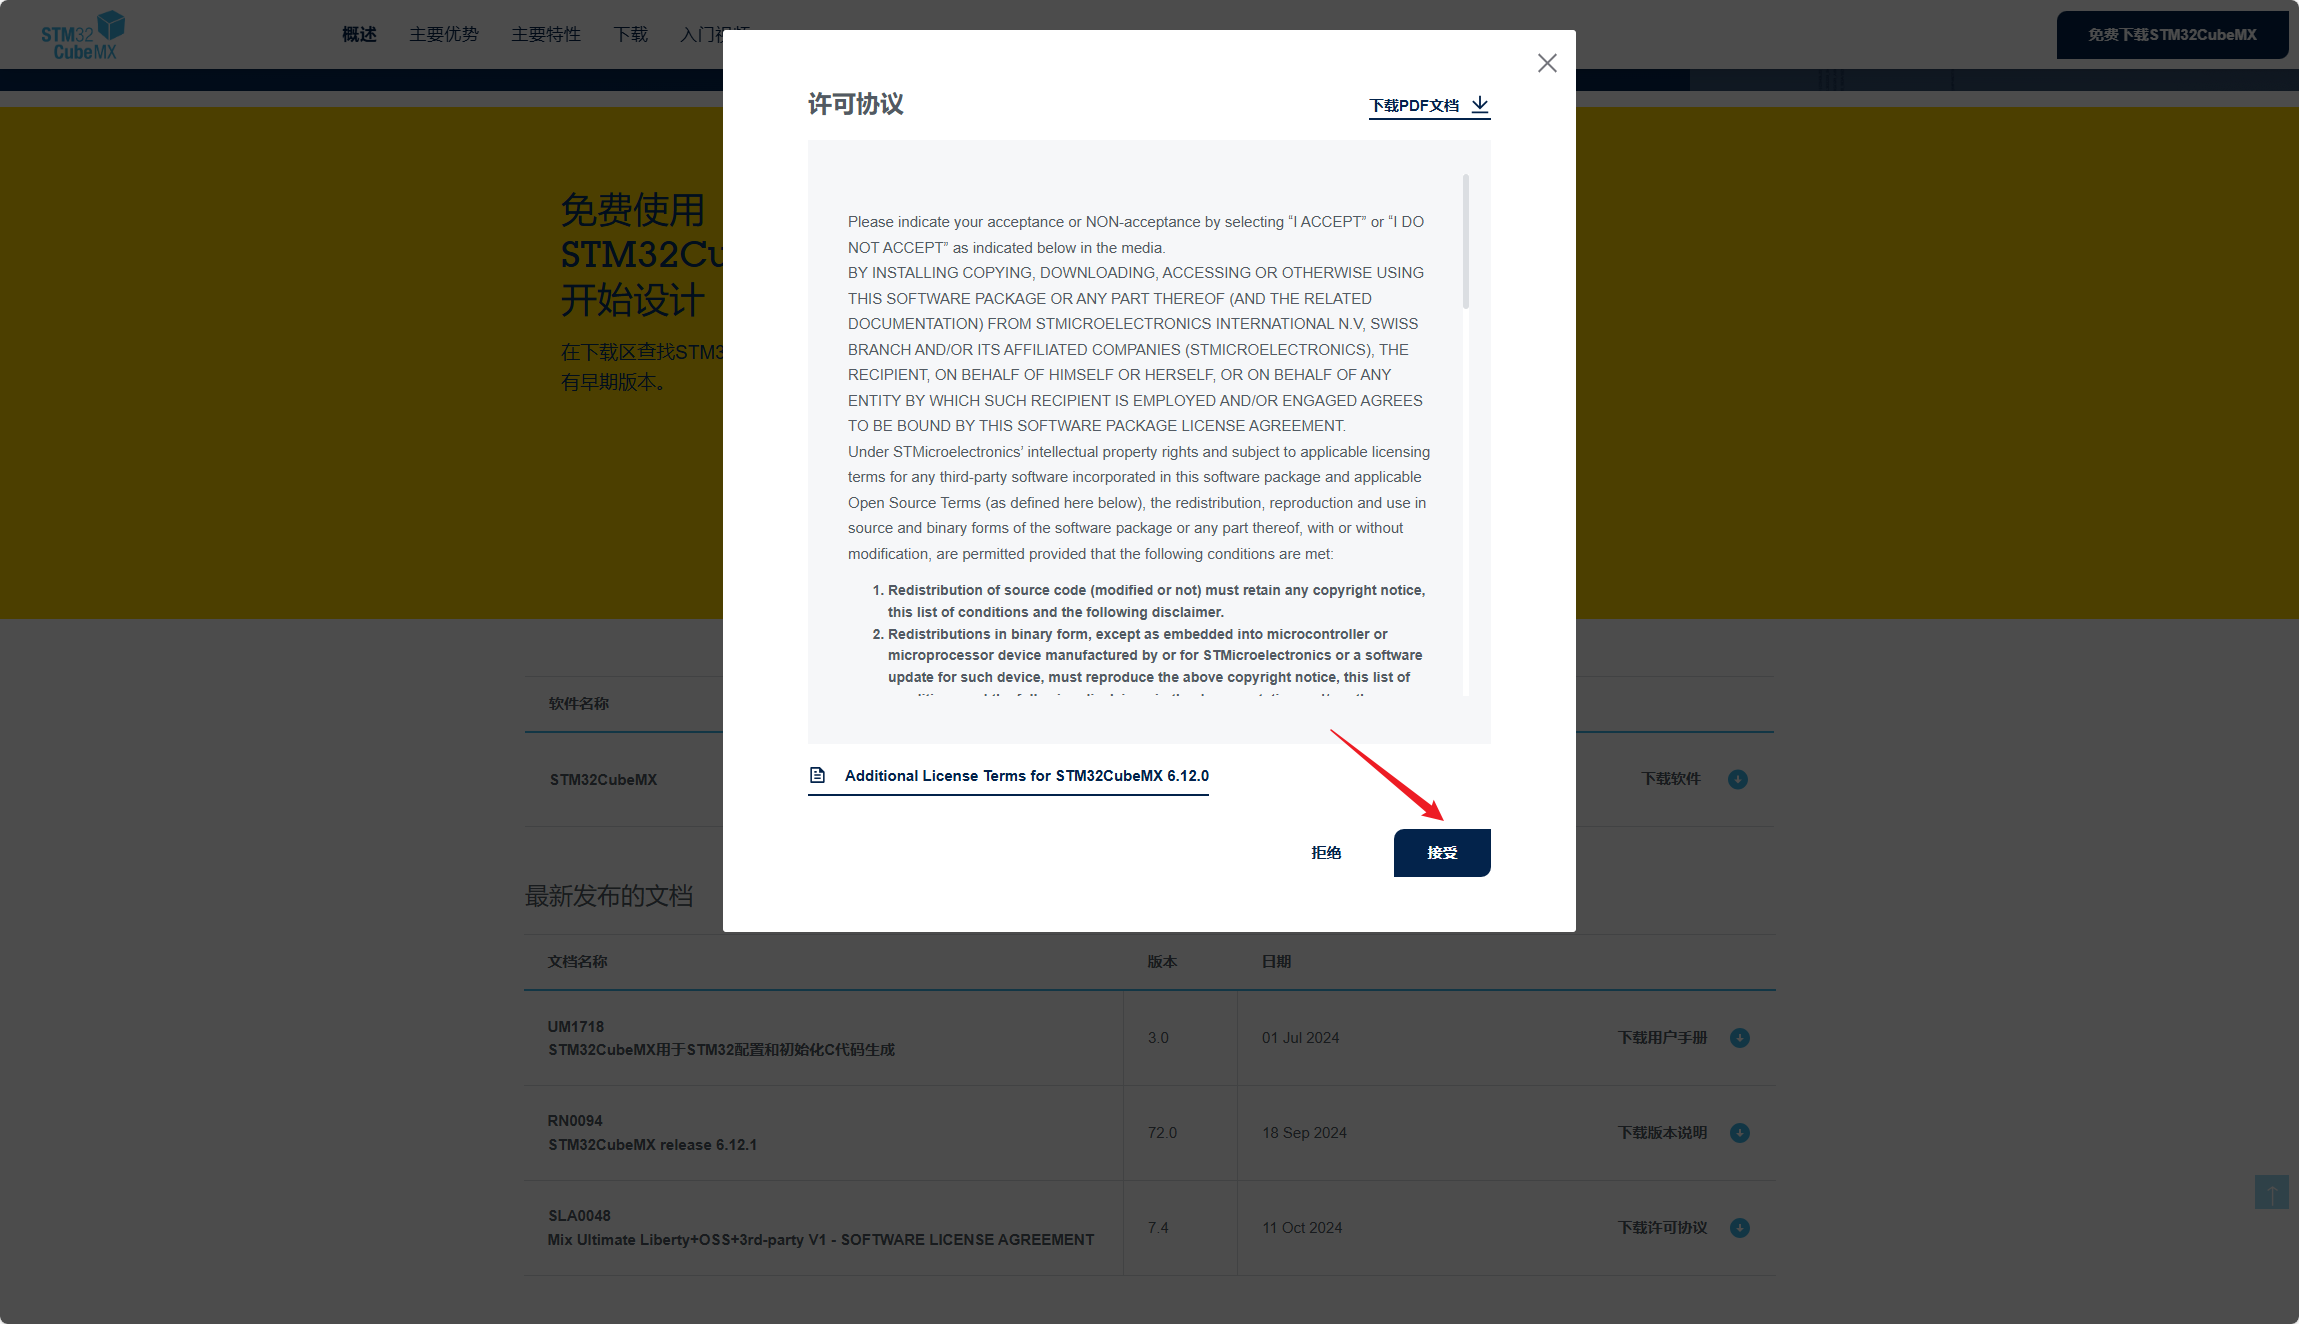 STM32
CubeMX
概述
主要优势
主要特性
下载
入门视频
免费下载STM32CubeMX
免费使用
STM32Cu
开始设计
在下载区查找STM3
有早期版本。
许可协议
下载PDF文档
Please indicate your acceptance or NON-acceptance by selecting “I ACCEPT” or “I DO
NOT ACCEPT” as indicated below in the media.
BY INSTALLING COPYING, DOWNLOADING, ACCESSING OR OTHERWISE USING
THIS SOFTWARE PACKAGE OR ANY PART THEREOF (AND THE RELATED
DOCUMENTATION) FROM STMICROELECTRONICS INTERNATIONAL N.V, SWISS
BRANCH AND/OR ITS AFFILIATED COMPANIES (STMICROELECTRONICS), THE
RECIPIENT, ON BEHALF OF HIMSELF OR HERSELF, OR ON BEHALF OF ANY
ENTITY BY WHICH SUCH RECIPIENT IS EMPLOYED AND/OR ENGAGED AGREES
TO BE BOUND BY THIS SOFTWARE PACKAGE LICENSE AGREEMENT.
Under STMicroelectronics’ intellectual property rights and subject to applicable licensing
terms for any third-party software incorporated in this software package and applicable
Open Source Terms (as defined here below), the redistribution, reproduction and use in
source and binary forms of the software package or any part thereof, with or without
modification, are permitted provided that the following conditions are met:
1. Redistribution of source code (modified or not) must retain any copyright notice,
this list of conditions and the following disclaimer.
2. Redistributions in binary form, except as embedded into microcontroller or
microprocessor device manufactured by or for STMicroelectronics or a software
update for such device, must reproduce the above copyright notice, this list of
Additional License Terms for STM32CubeMX 6.12.0
拒绝
接受
软件名称
STM32CubeMX
下载软件
最新发布的文档
文档名称
版本
日期
UM1718
STM32CubeMX用于STM32配置和初始化C代码生成
3.0
01 Jul 2024
下载用户手册
RN0094
STM32CubeMX release 6.12.1
72.0
18 Sep 2024
下载版本说明
SLA0048
Mix Ultimate Liberty+OSS+3rd-party V1 - SOFTWARE LICENSE AGREEMENT
7.4
11 Oct 2024
下载许可协议